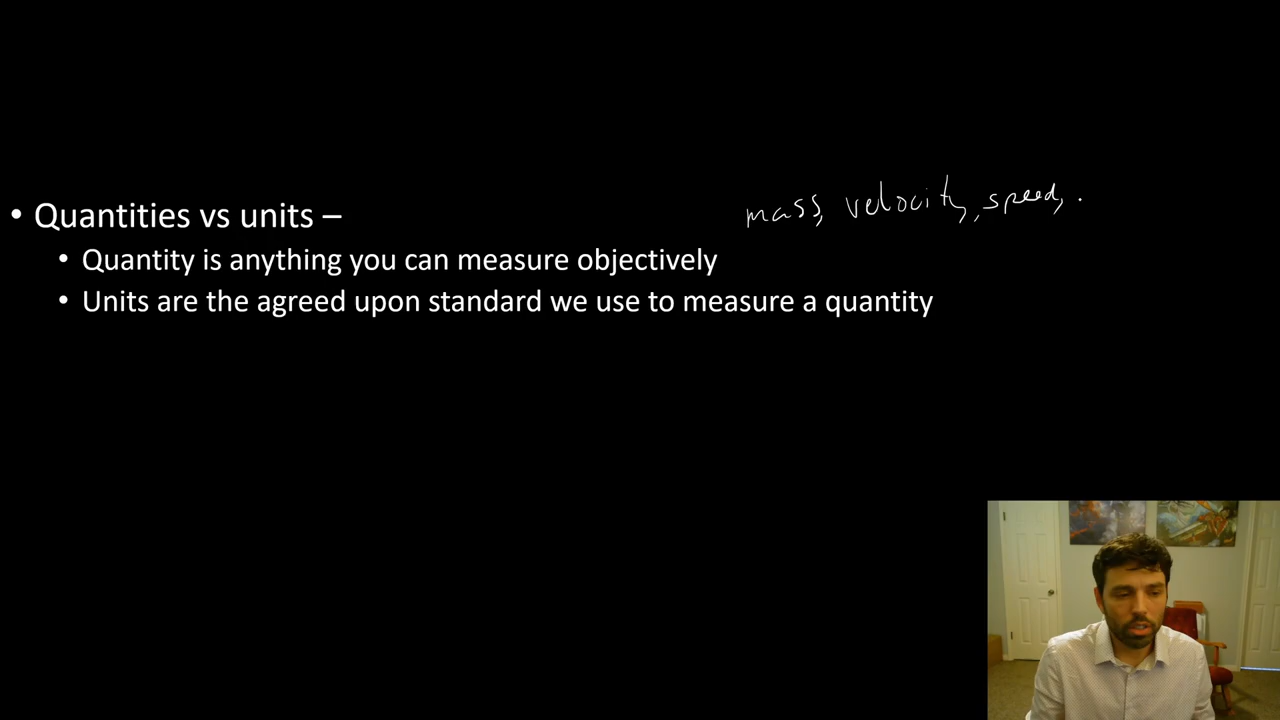 mass, velocity, speed, .
• Quantities vs units –
• Quantity is anything you can measure objectively
• Units are the agreed upon standard we use to measure a quantity